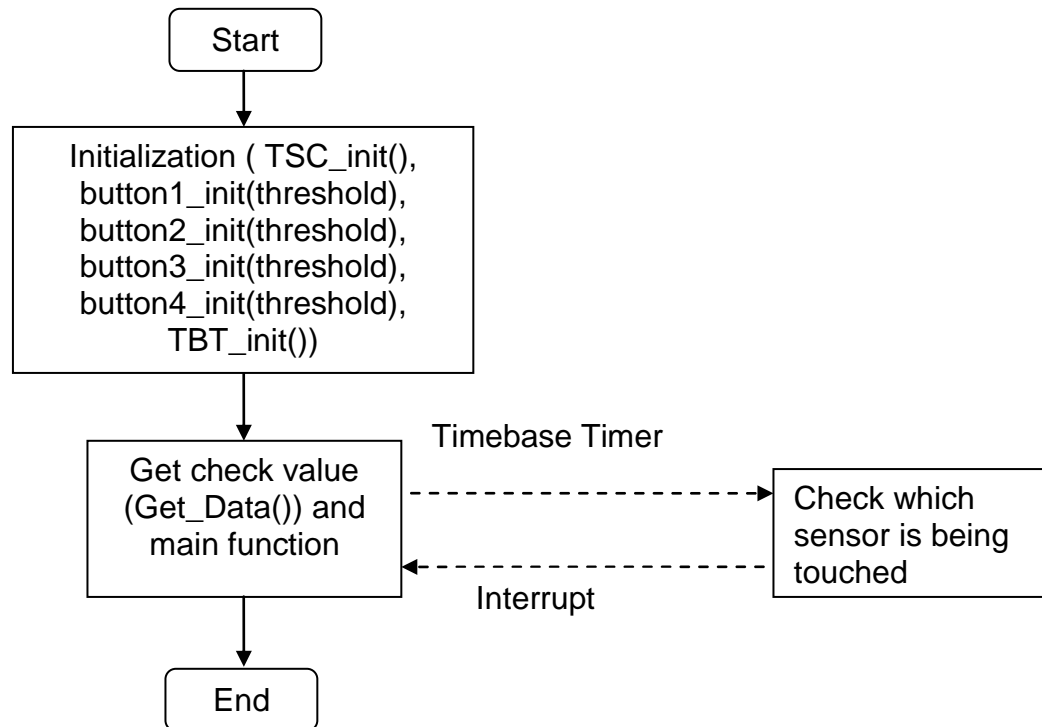 Start
Initialization ( TSC_init(),
button1_init(threshold),
button2_init(threshold),
button3_init(threshold),
button4_init(threshold),
TBT_init())
Timebase Timer
Get check value
(Get_Data()) and
main function
Check which
sensor is being
touched
Interrupt
End